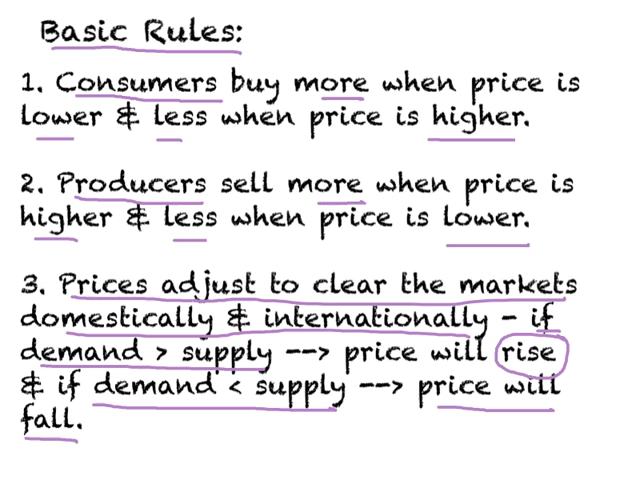 Basic Rules:
1. Consumers buy more when price is
lower & less when price is higher.
2. Producers sell more when price is
higher & less when price is lower.
3. Prices adjust to clear the markets
domestically & internationally - if
demand > supply --> price will rise
& if demand < supply --> price will
fall.